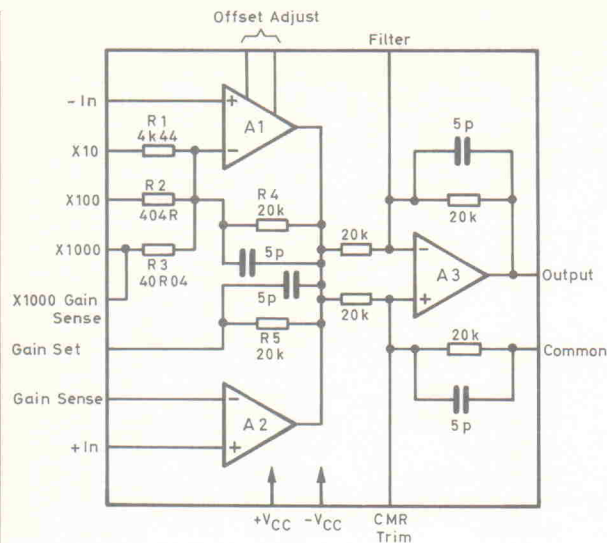 Offset Adjust
Filter
- In
A1
R1
4k44
X10
5p
X100
R2
404R
R4
20k
20k
X1000
R3
40R04
5p
20k
A3
Output
X1000 Gain
Sense
5p
20k
Gain Set
R5
20k
20k
Common
Gain Sense
A2
5p
+In
+VCC
-VCC
CMR
Trim